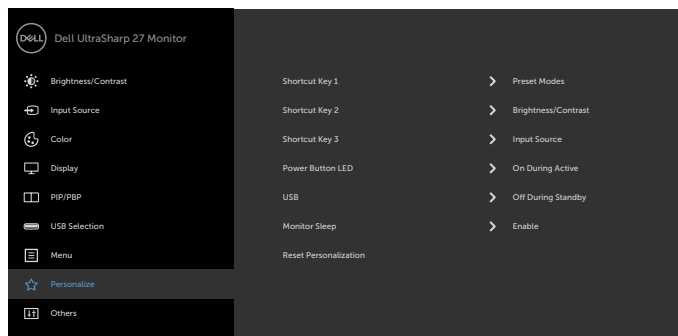 DELL Dell UltraSharp 27 Monitor
Brightness/Contrast Shortcut Key 1 Preset Modes
Input Source Shortcut Key 2 Brightness/Contrast
Color Shortcut Key 3 Input Source
Display Power Button LED On During Active
PIP/PBP USB Off During Standby
USB Selection Monitor Sleep Enable
Menu Reset Personalization
Personalize
Others